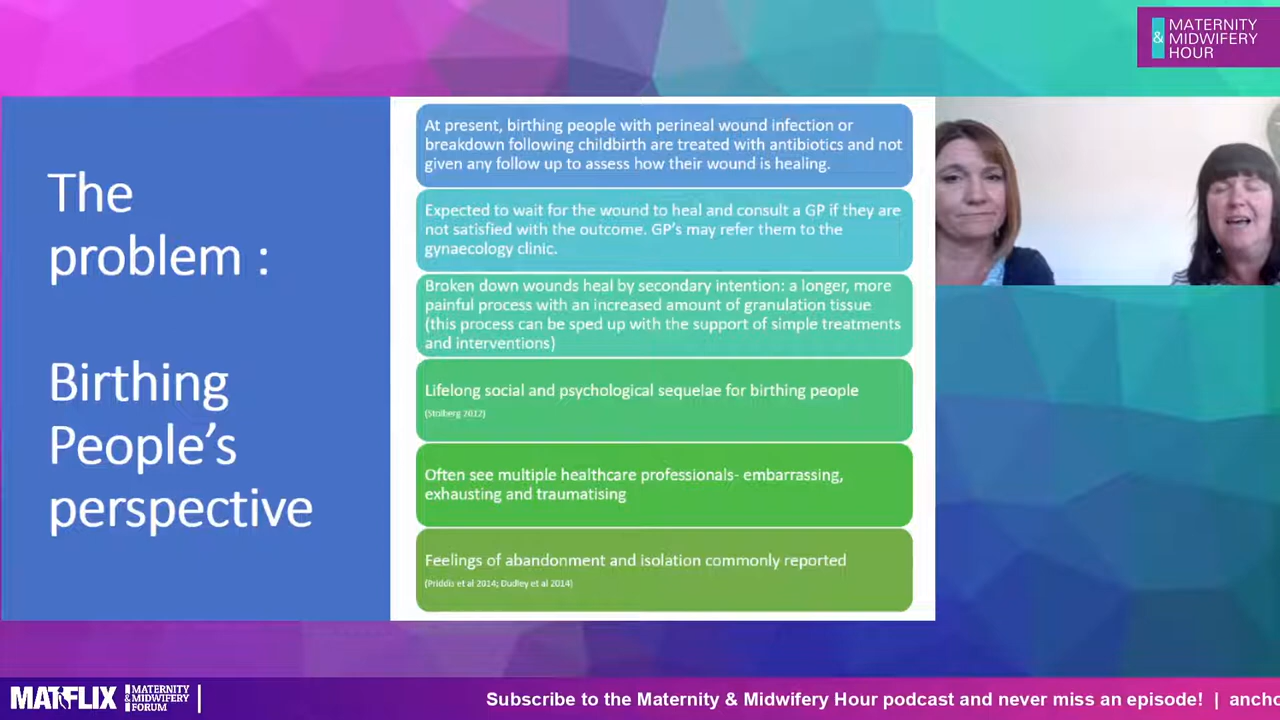 MATERNITY
& MIDWIFERY
HOUR
The
problem :
Birthing
People's
perspective
At present, birthing people with perineal wound infection or
breakdown following childbirth are treated with antibiotics and not
given any follow up to assess how their wound is healing.
Expected to wait for the wound to heal and consult a GP if they are
not satisfied with the outcome. GP's may refer them to the
gynaecology clinic.
Broken down wounds heal by secondary intention: a longer, more
painful process with an increased amount of granulation tissue
(this process can be sped up with the support of simple treatments
and interventions)
Lifelong social and psychological sequelae for birthing people
(Stolberg 2012)
Often see multiple healthcare professionals- embarrassing,
exhausting and traumatising
Feelings of abandonment and isolation commonly reported
(Priddis et al 2014; Dudley et al 2014)
MATFLIX
MATERNITY
& MIDWIFERY
FORUM
Subscribe to the Maternity & Midwifery Hour podcast and never miss an episode! | ancho